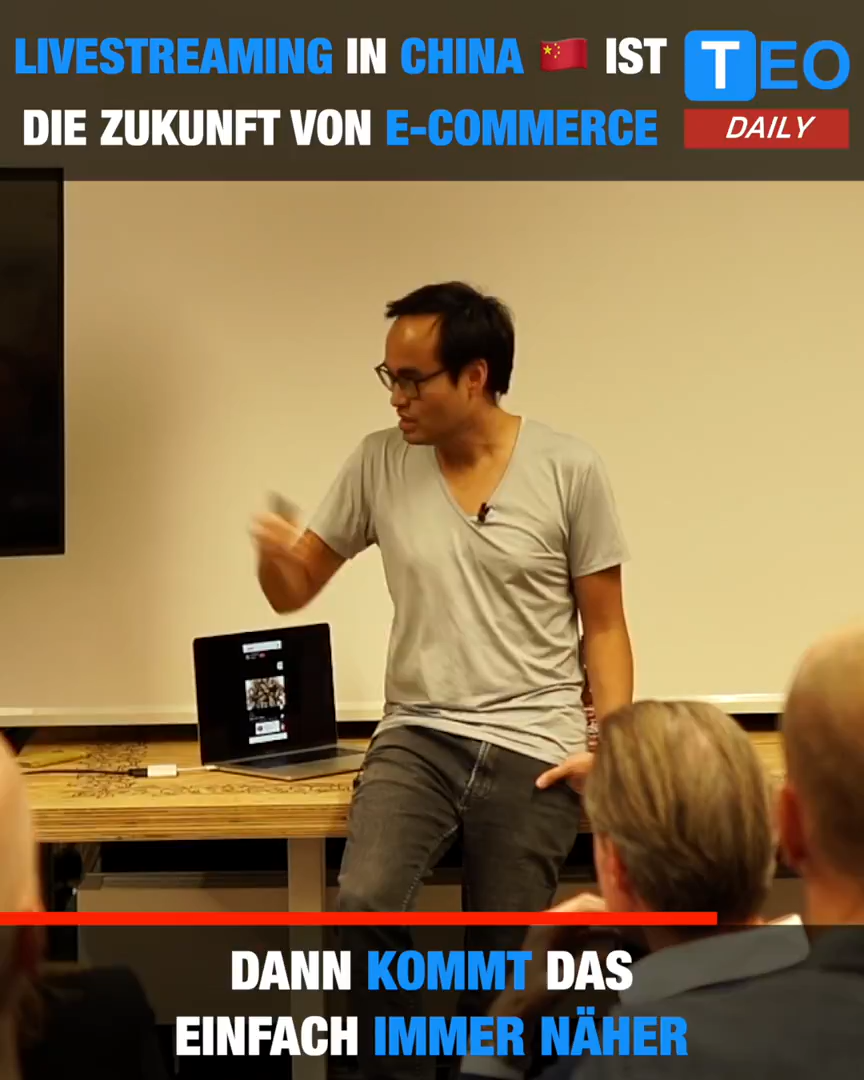 LIVESTREAMING IN CHINA 🇨🇳 IST
DIE ZUKUNFT VON E-COMMERCE
TEO
DAILY
DANN KOMMT DAS
EINFACH IMMER NÄHER